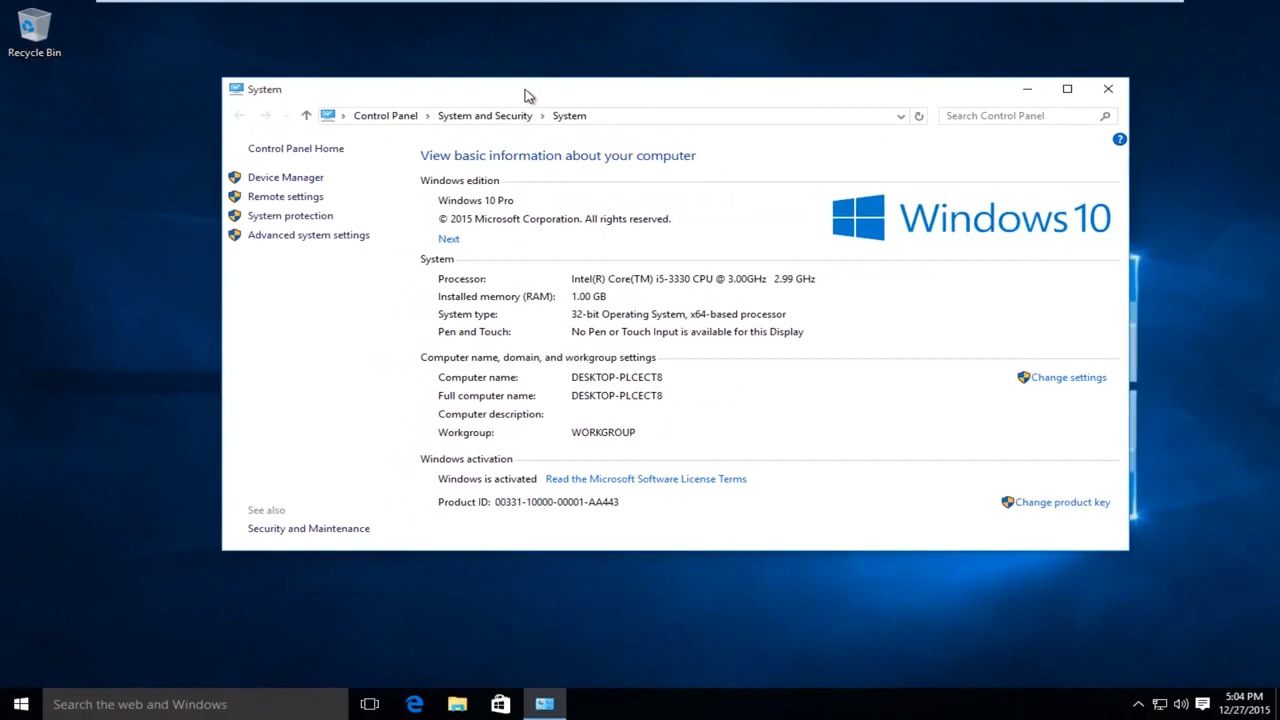 Recycle Bin
System
Control Panel > System and Security > System
Search Control Panel
Control Panel Home
Device Manager
Remote settings
System protection
Advanced system settings
See also
Security and Maintenance
View basic information about your computer
Windows edition
Windows 10 Pro
© 2015 Microsoft Corporation. All rights reserved.
Next
Windows 10
System
Processor: Intel(R) Core(TM) i5-3330 CPU @ 3.00GHz 2.99 GHz
Installed memory (RAM): 1.00 GB
System type: 32-bit Operating System, x64-based processor
Pen and Touch: No Pen or Touch Input is available for this Display
Computer name, domain, and workgroup settings
Computer name: DESKTOP-PLCECT8
Change settings
Full computer name: DESKTOP-PLCECT8
Computer description:
Workgroup: WORKGROUP
Windows activation
Windows is activated Read the Microsoft Software License Terms
Product ID: 00331-10000-00001-AA443
Change product key
Search the web and Windows
5:04 PM
12/27/2015